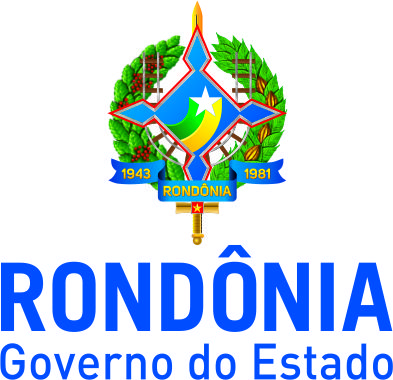 1943 1981
RONDÔNIA
RONDÔNIA
Governo do Estado